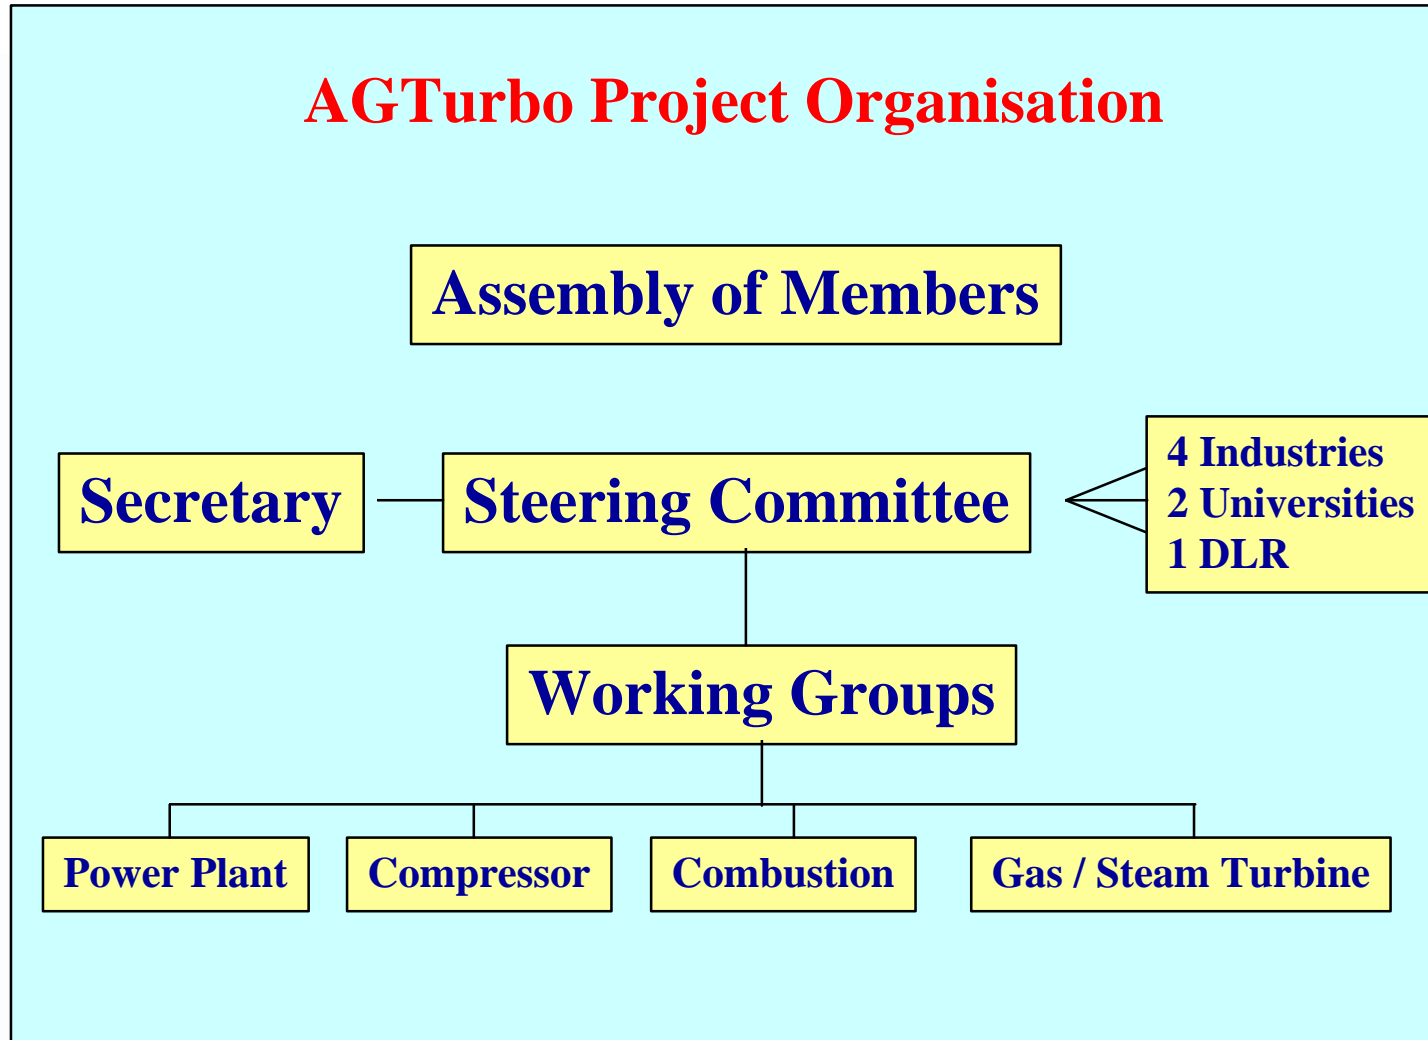 AGTurbo Project Organisation
Assembly of Members
Secretary
Steering Committee
4 Industries
2 Universities
1 DLR
Working Groups
Power Plant
Compressor
Combustion
Gas / Steam Turbine